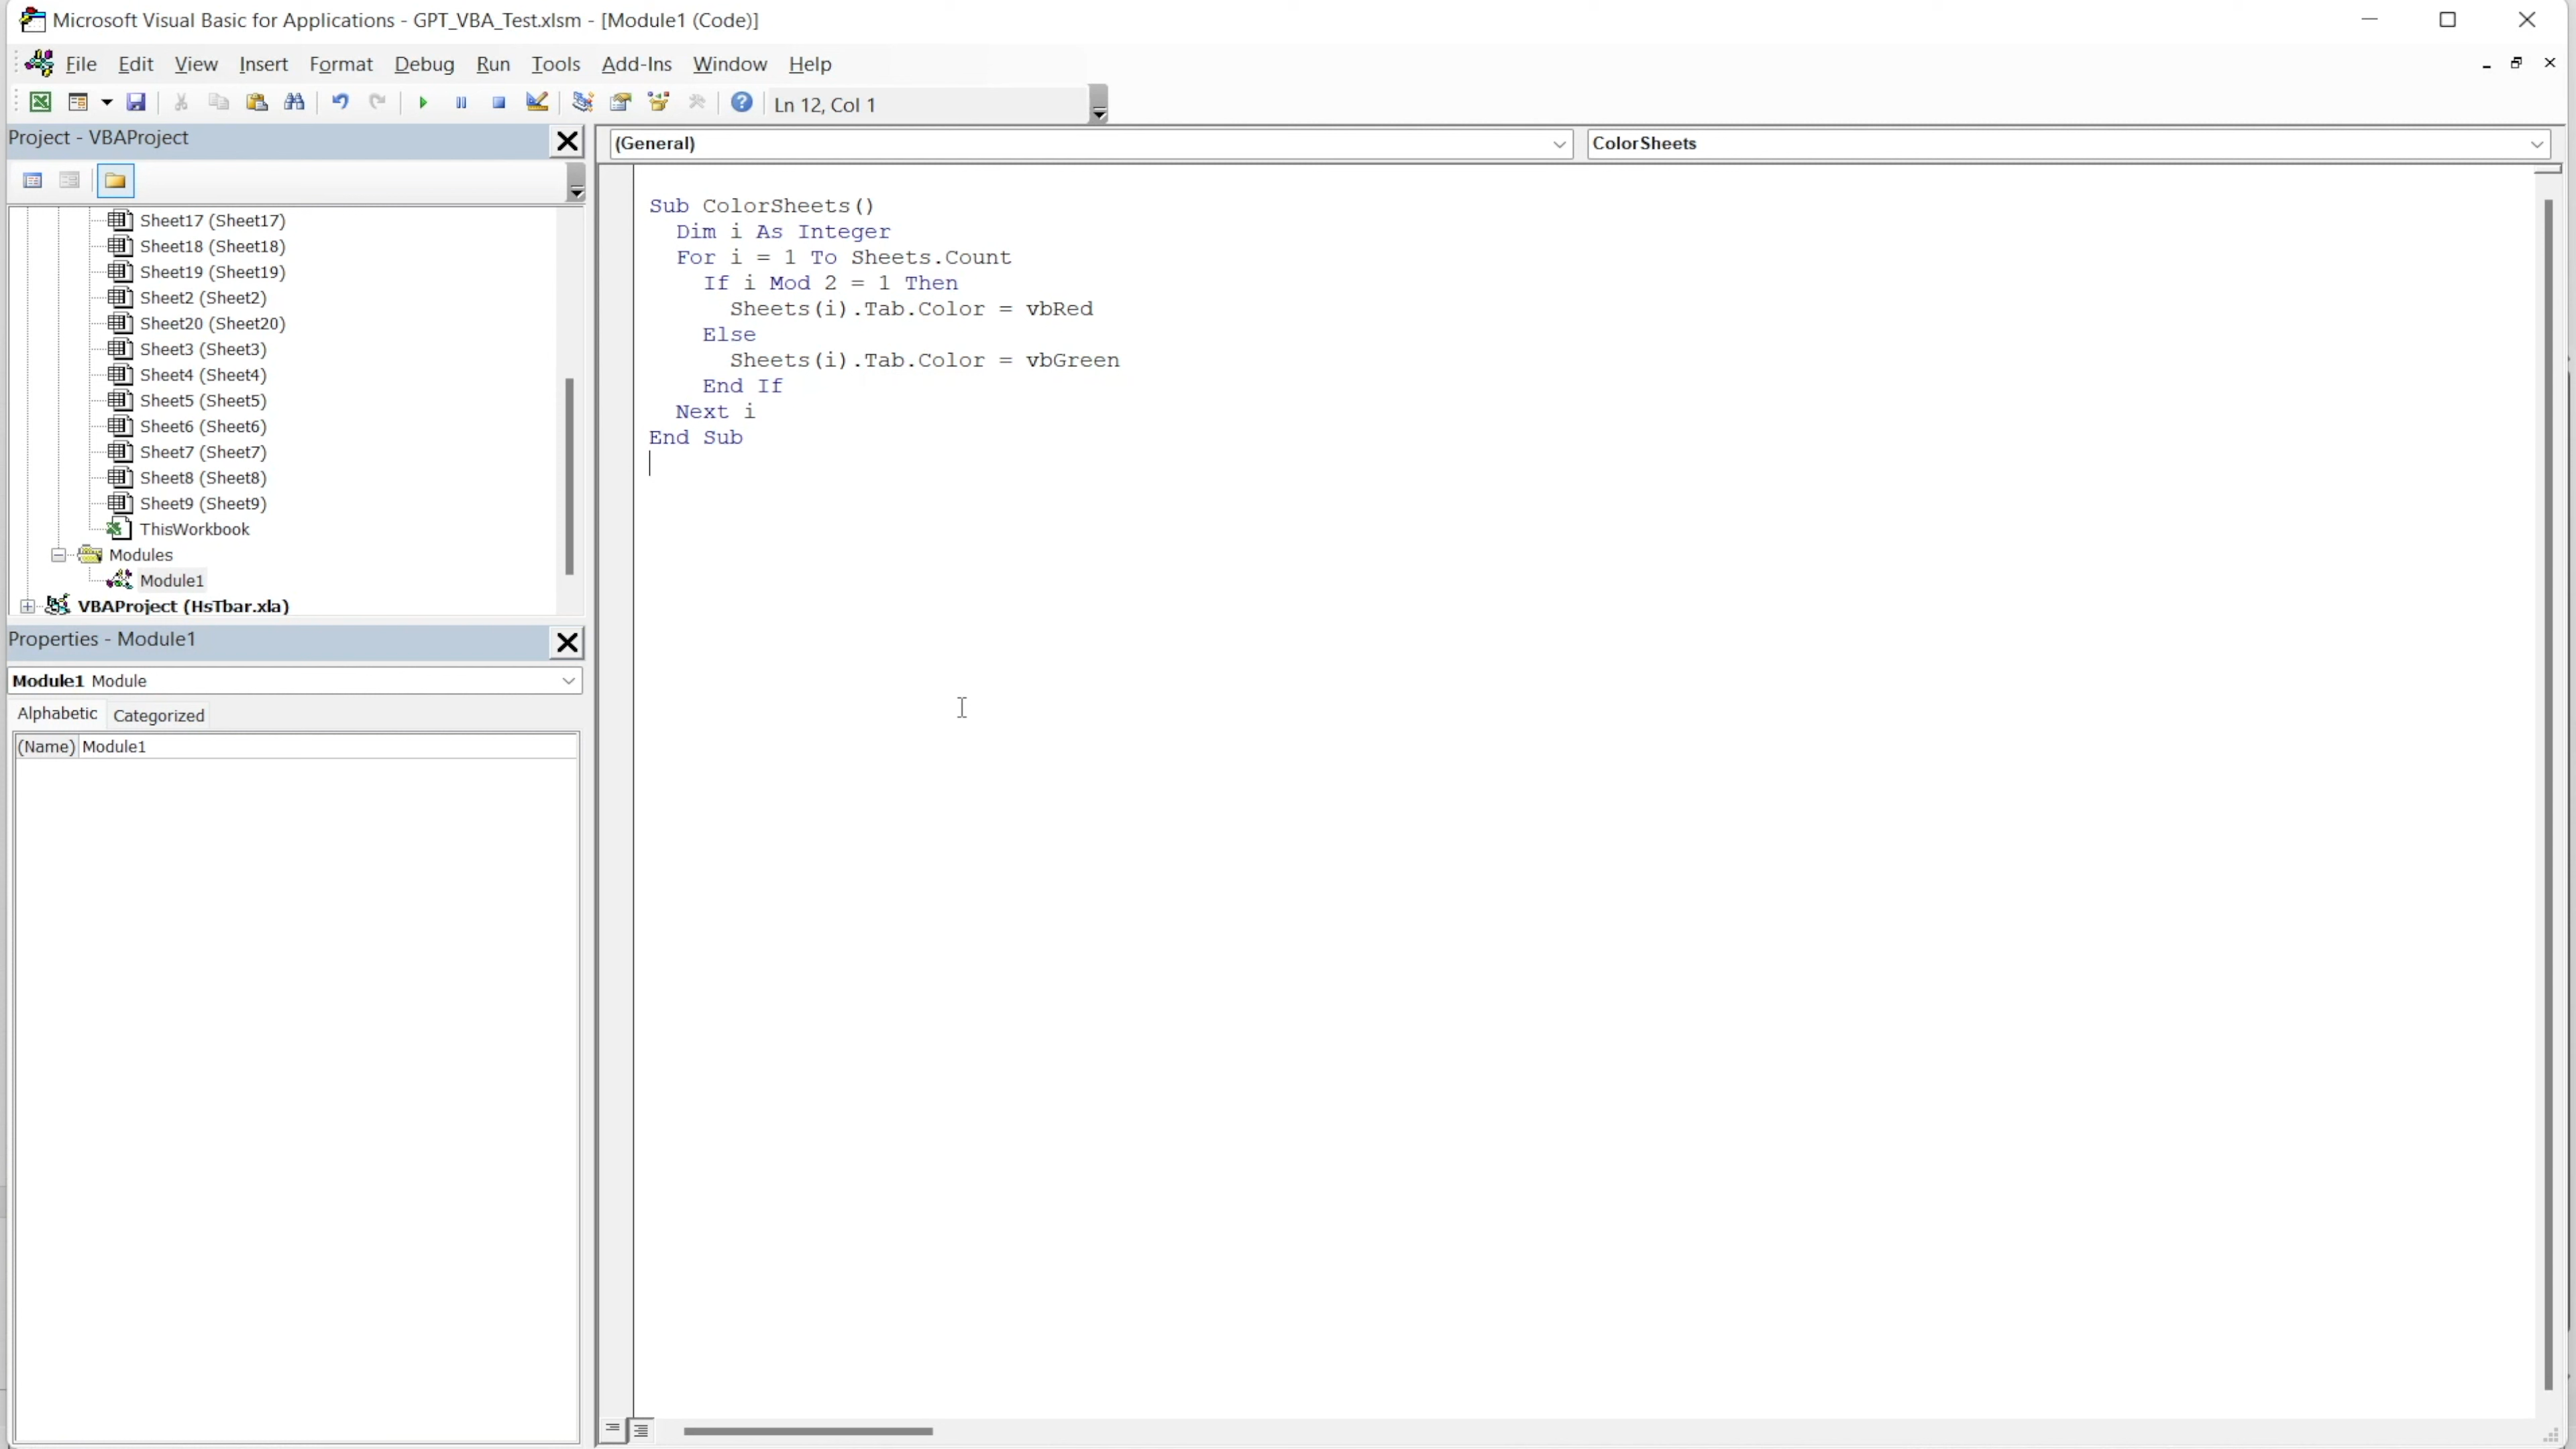 Microsoft Visual Basic for Applications - GPT_VBA_Test.xlsm - [Module1 (Code)]
File Edit View Insert Format Debug Run Tools Add-Ins Window Help
Ln 12, Col 1
Project - VBAProject
(General)
ColorSheets
Sheet17 (Sheet17)
Sheet18 (Sheet18)
Sheet19 (Sheet19)
Sheet2 (Sheet2)
Sheet20 (Sheet20)
Sheet3 (Sheet3)
Sheet4 (Sheet4)
Sheet5 (Sheet5)
Sheet6 (Sheet6)
Sheet7 (Sheet7)
Sheet8 (Sheet8)
Sheet9 (Sheet9)
ThisWorkbook
Modules
Module1
VBAProject (HsTbar.xla)
Properties - Module1
Module1 Module
Alphabetic Categorized
(Name) Module1
Sub ColorSheets()
Dim i As Integer
For i = 1 To Sheets.Count
If i Mod 2 = 1 Then
Sheets(i).Tab.Color = vbRed
Else
Sheets(i).Tab.Color = vbGreen
End If
Next i
End Sub